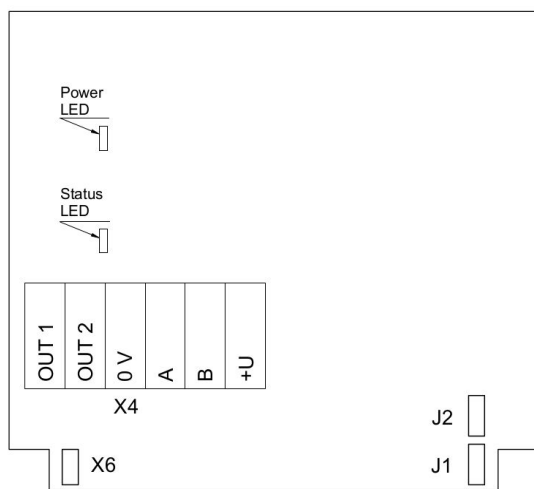 Power
LED
Status
LED
OUT 1
OUT 2
0 V
A
B
+U
X4
J2
X6
J1